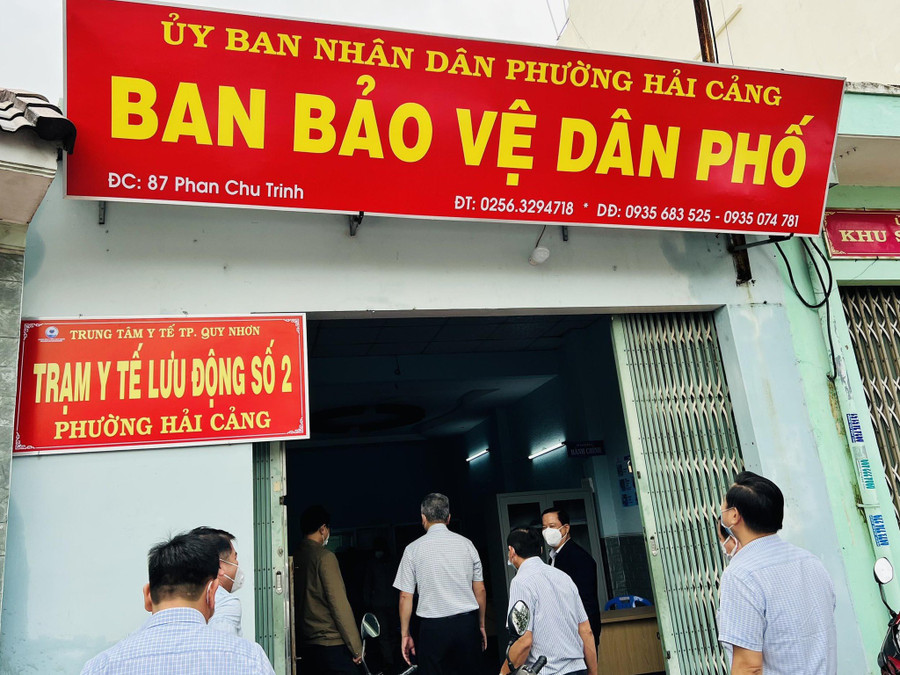 ỦY BAN NHÂN DÂN PHƯỜNG HẢI CẢNG
BAN BẢO VỆ DÂN PHỐ
ĐC: 87 Phan Chu Trinh
ĐT: 0256.3294718 * DĐ: 0935 683 525 - 0935 074 781
KHU
TRUNG TÂM Y TẾ TP. QUY NHƠN
TRẠM Y TẾ LƯU ĐỘNG SỐ 2
PHƯỜNG HẢI CẢNG